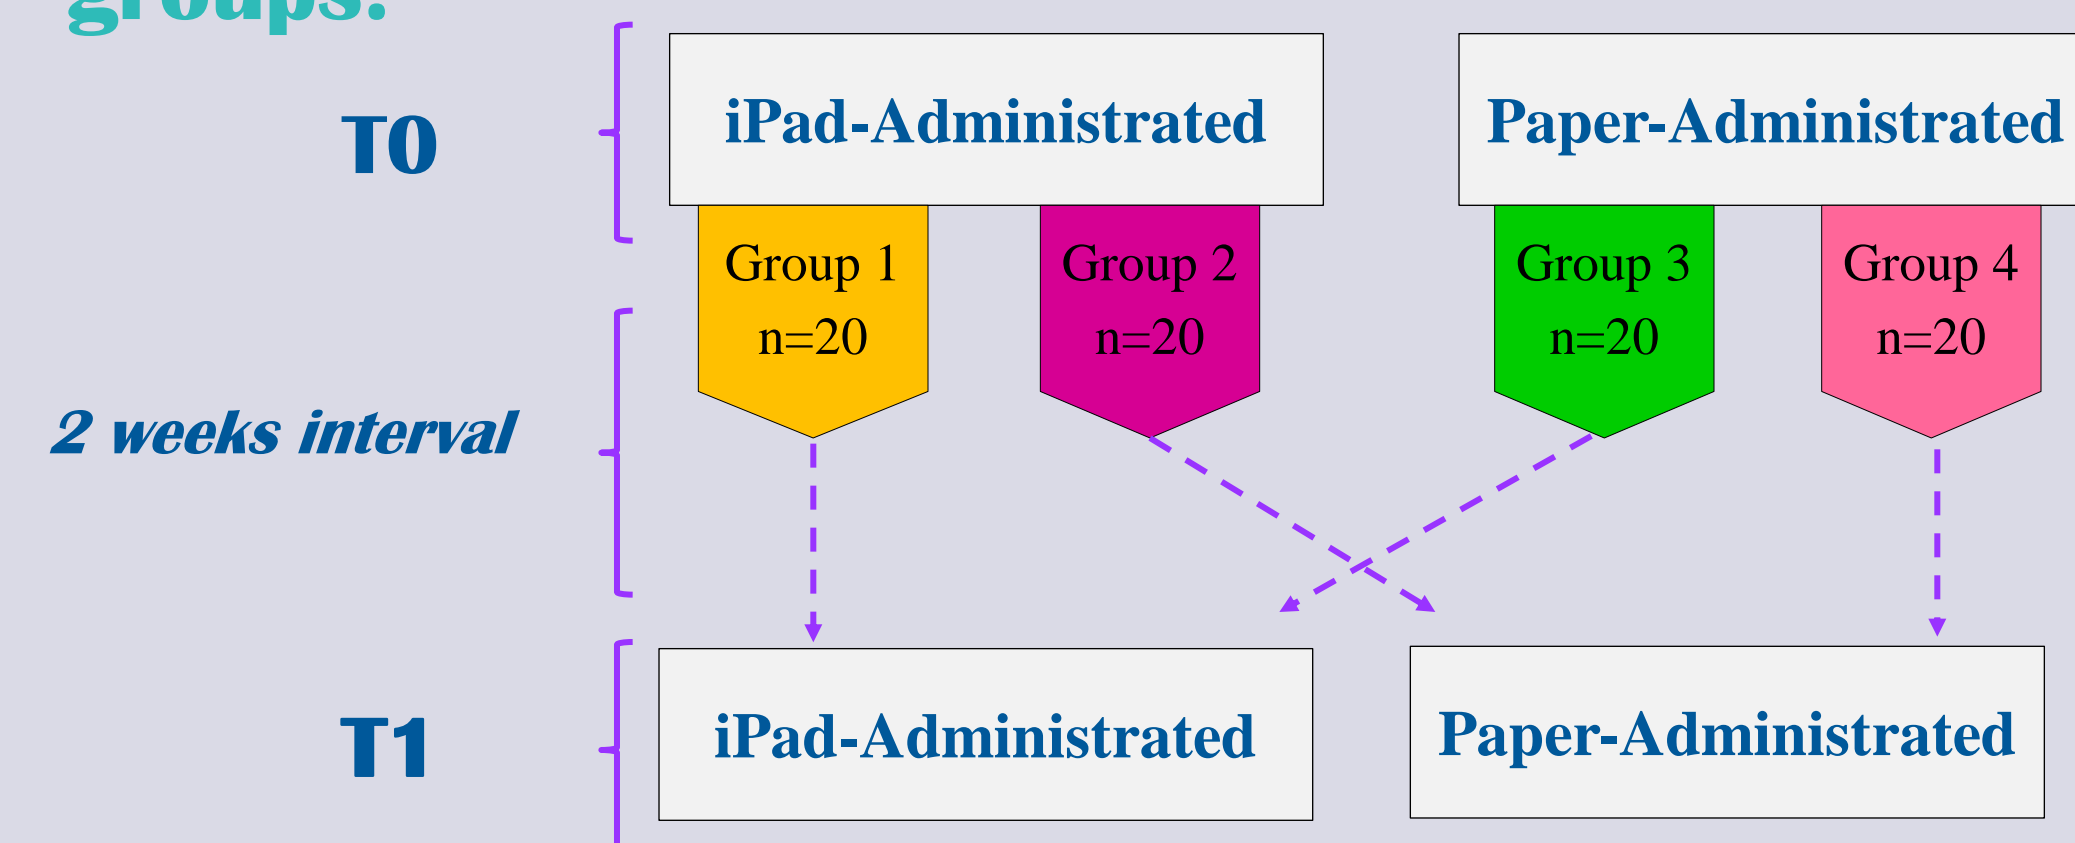 groups:
T0
iPad-Administrated
Paper-Administrated
Group 1
n=20
Group 2
n=20
Group 3
n=20
Group 4
n=20
2 weeks interval
T1
iPad-Administrated
Paper-Administrated